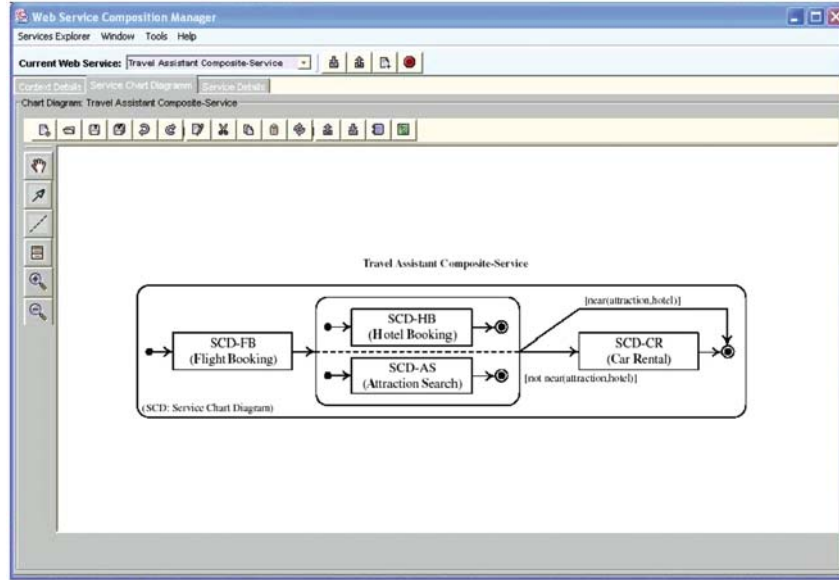 Web Service Composition Manager
Services Explorer Window Tools Help
Current Web Service: Travel Assistant Composite-Service
Context Details Service Chart Diagram Service Details
Chart Diagram: Travel Assistant Composite-Service
Travel Assistant Composite-Service
[near(attraction,hotel)]
SCD-HB
(Hotel Booking)
SCD-FB
(Flight Booking)
SCD-CR
(Car Rental)
SCD-AS
(Attraction Search)
[not near(attraction,hotel)]
(SCD: Service Chart Diagram)